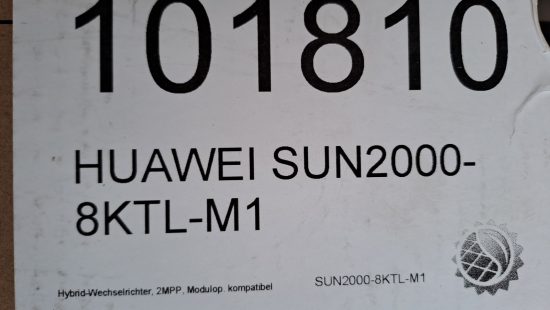 101810
HUAWEI SUN2000-
8KTL-M1
Hybrid-Wechselrichter, 2MPP, Modulop. kompatibel
SUN2000-8KTL-M1